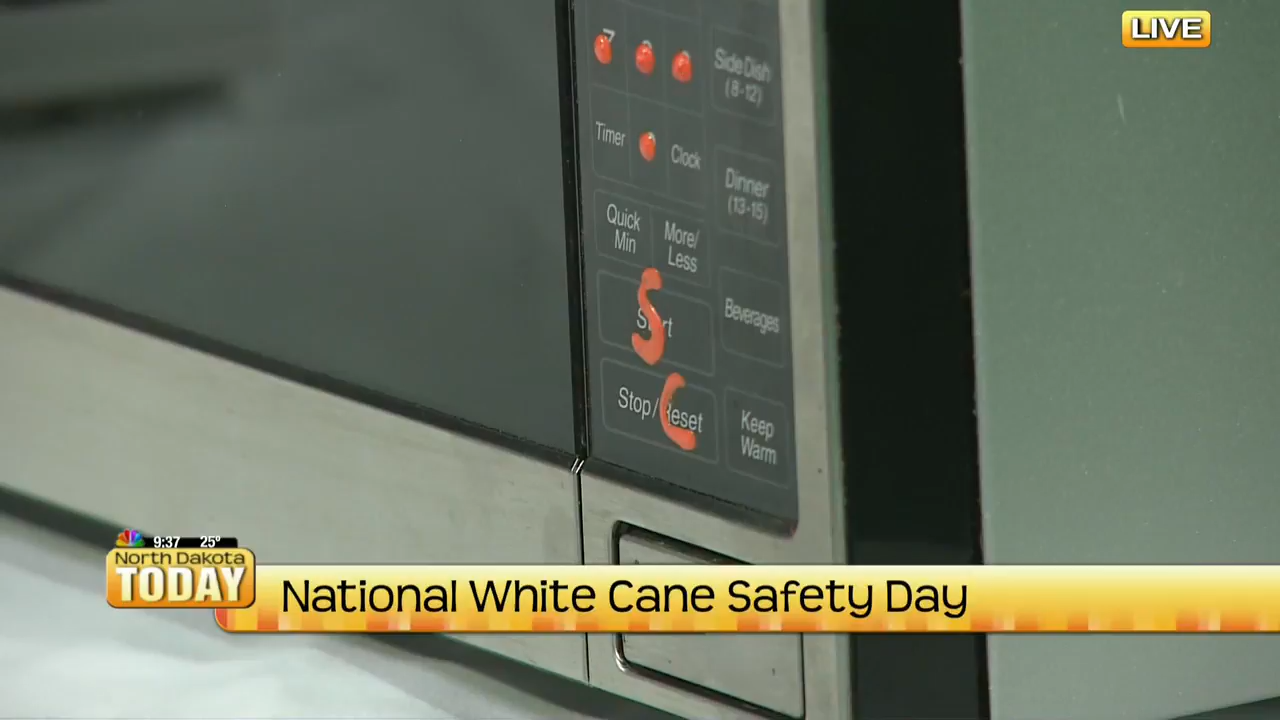 LIVE
7
Side Dish
(8-12)
Timer
Clock
Dinner
(13-15)
Quick
Min
More/
Less
S
Beverages
Stop/Reset
C
Keep
Warm
9:37 25°
North Dakota
TODAY
National White Cane Safety Day